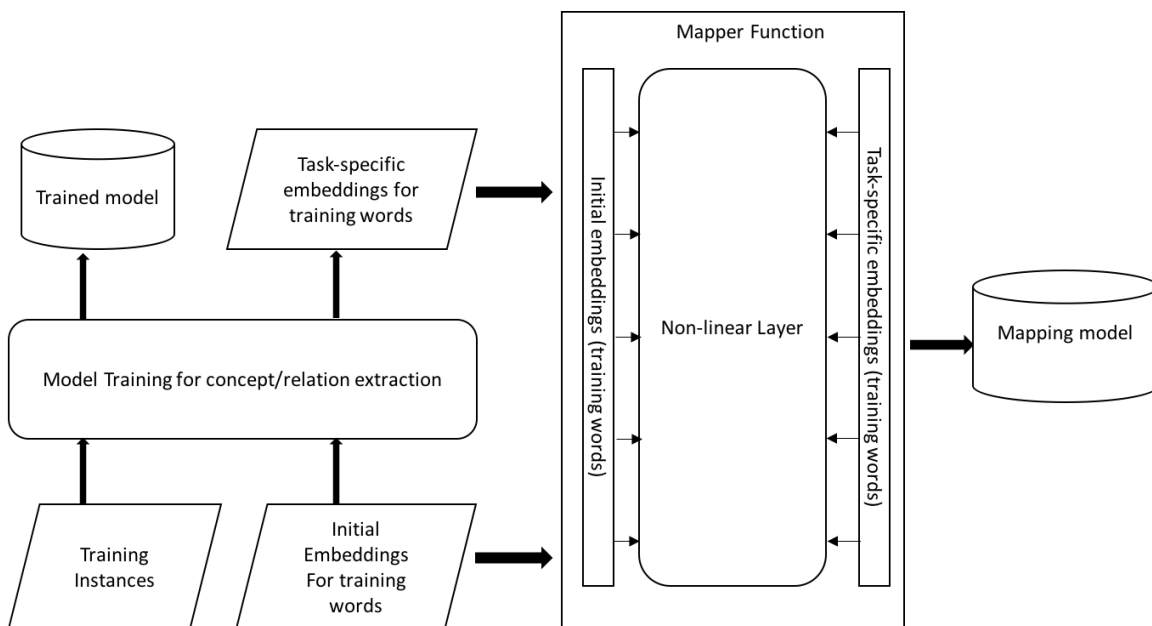 Mapper Function
Trained model
Task-specific
embeddings for
training words
Initial embeddings (training words)
Non-linear Layer
Task-specific embeddings (training words)
Mapping model
Model Training for concept/relation extraction
Training
Instances
Initial
Embeddings
For training
words